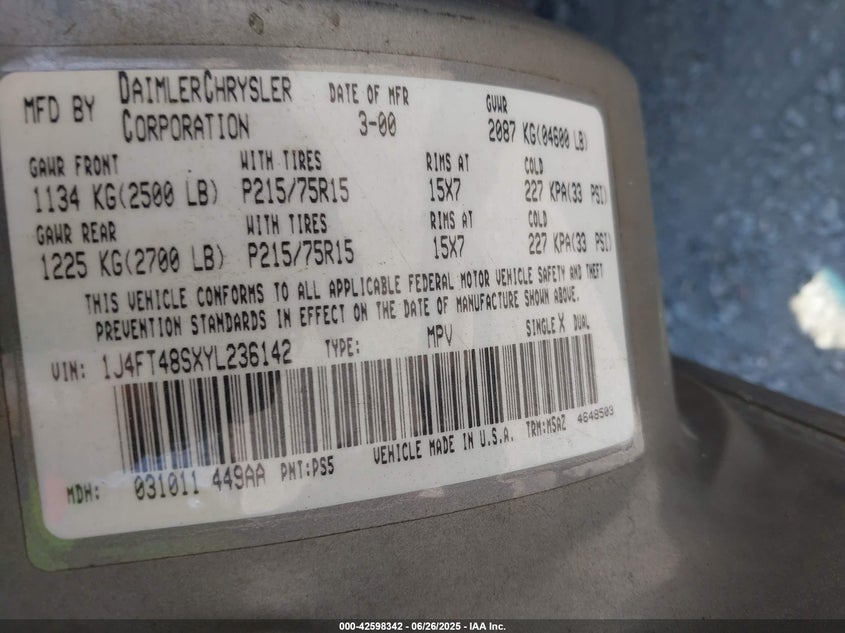 MFD BY DAIMLERCHRYSLER CORPORATION DATE OF MFR 3-00 GVWR 2087 KG(04600 LB)
GAWR FRONT WITH TIRES RIMS AT COLD
1134 KG(2500 LB) P215/75R15 15X7 227 KPA(33 PSI)
GAWR REAR WITH TIRES RIMS AT COLD
1225 KG(2700 LB) P215/75R15 15X7 227 KPA(33 PSI)
THIS VEHICLE CONFORMS TO ALL APPLICABLE FEDERAL MOTOR VEHICLE SAFETY AND THEFT
PREVENTION STANDARDS IN EFFECT ON THE DATE OF MANUFACTURE SHOWN ABOVE.
VIN: 1J4FT48SXYL236142 TYPE: MPV SINGLE X DUAL
MDH: 031011 449AA PNT:PS5 VEHICLE MADE IN U.S.A. TRM:MSAZ 4648503
000-42598342 / 06/26/2025 - IAA Inc.